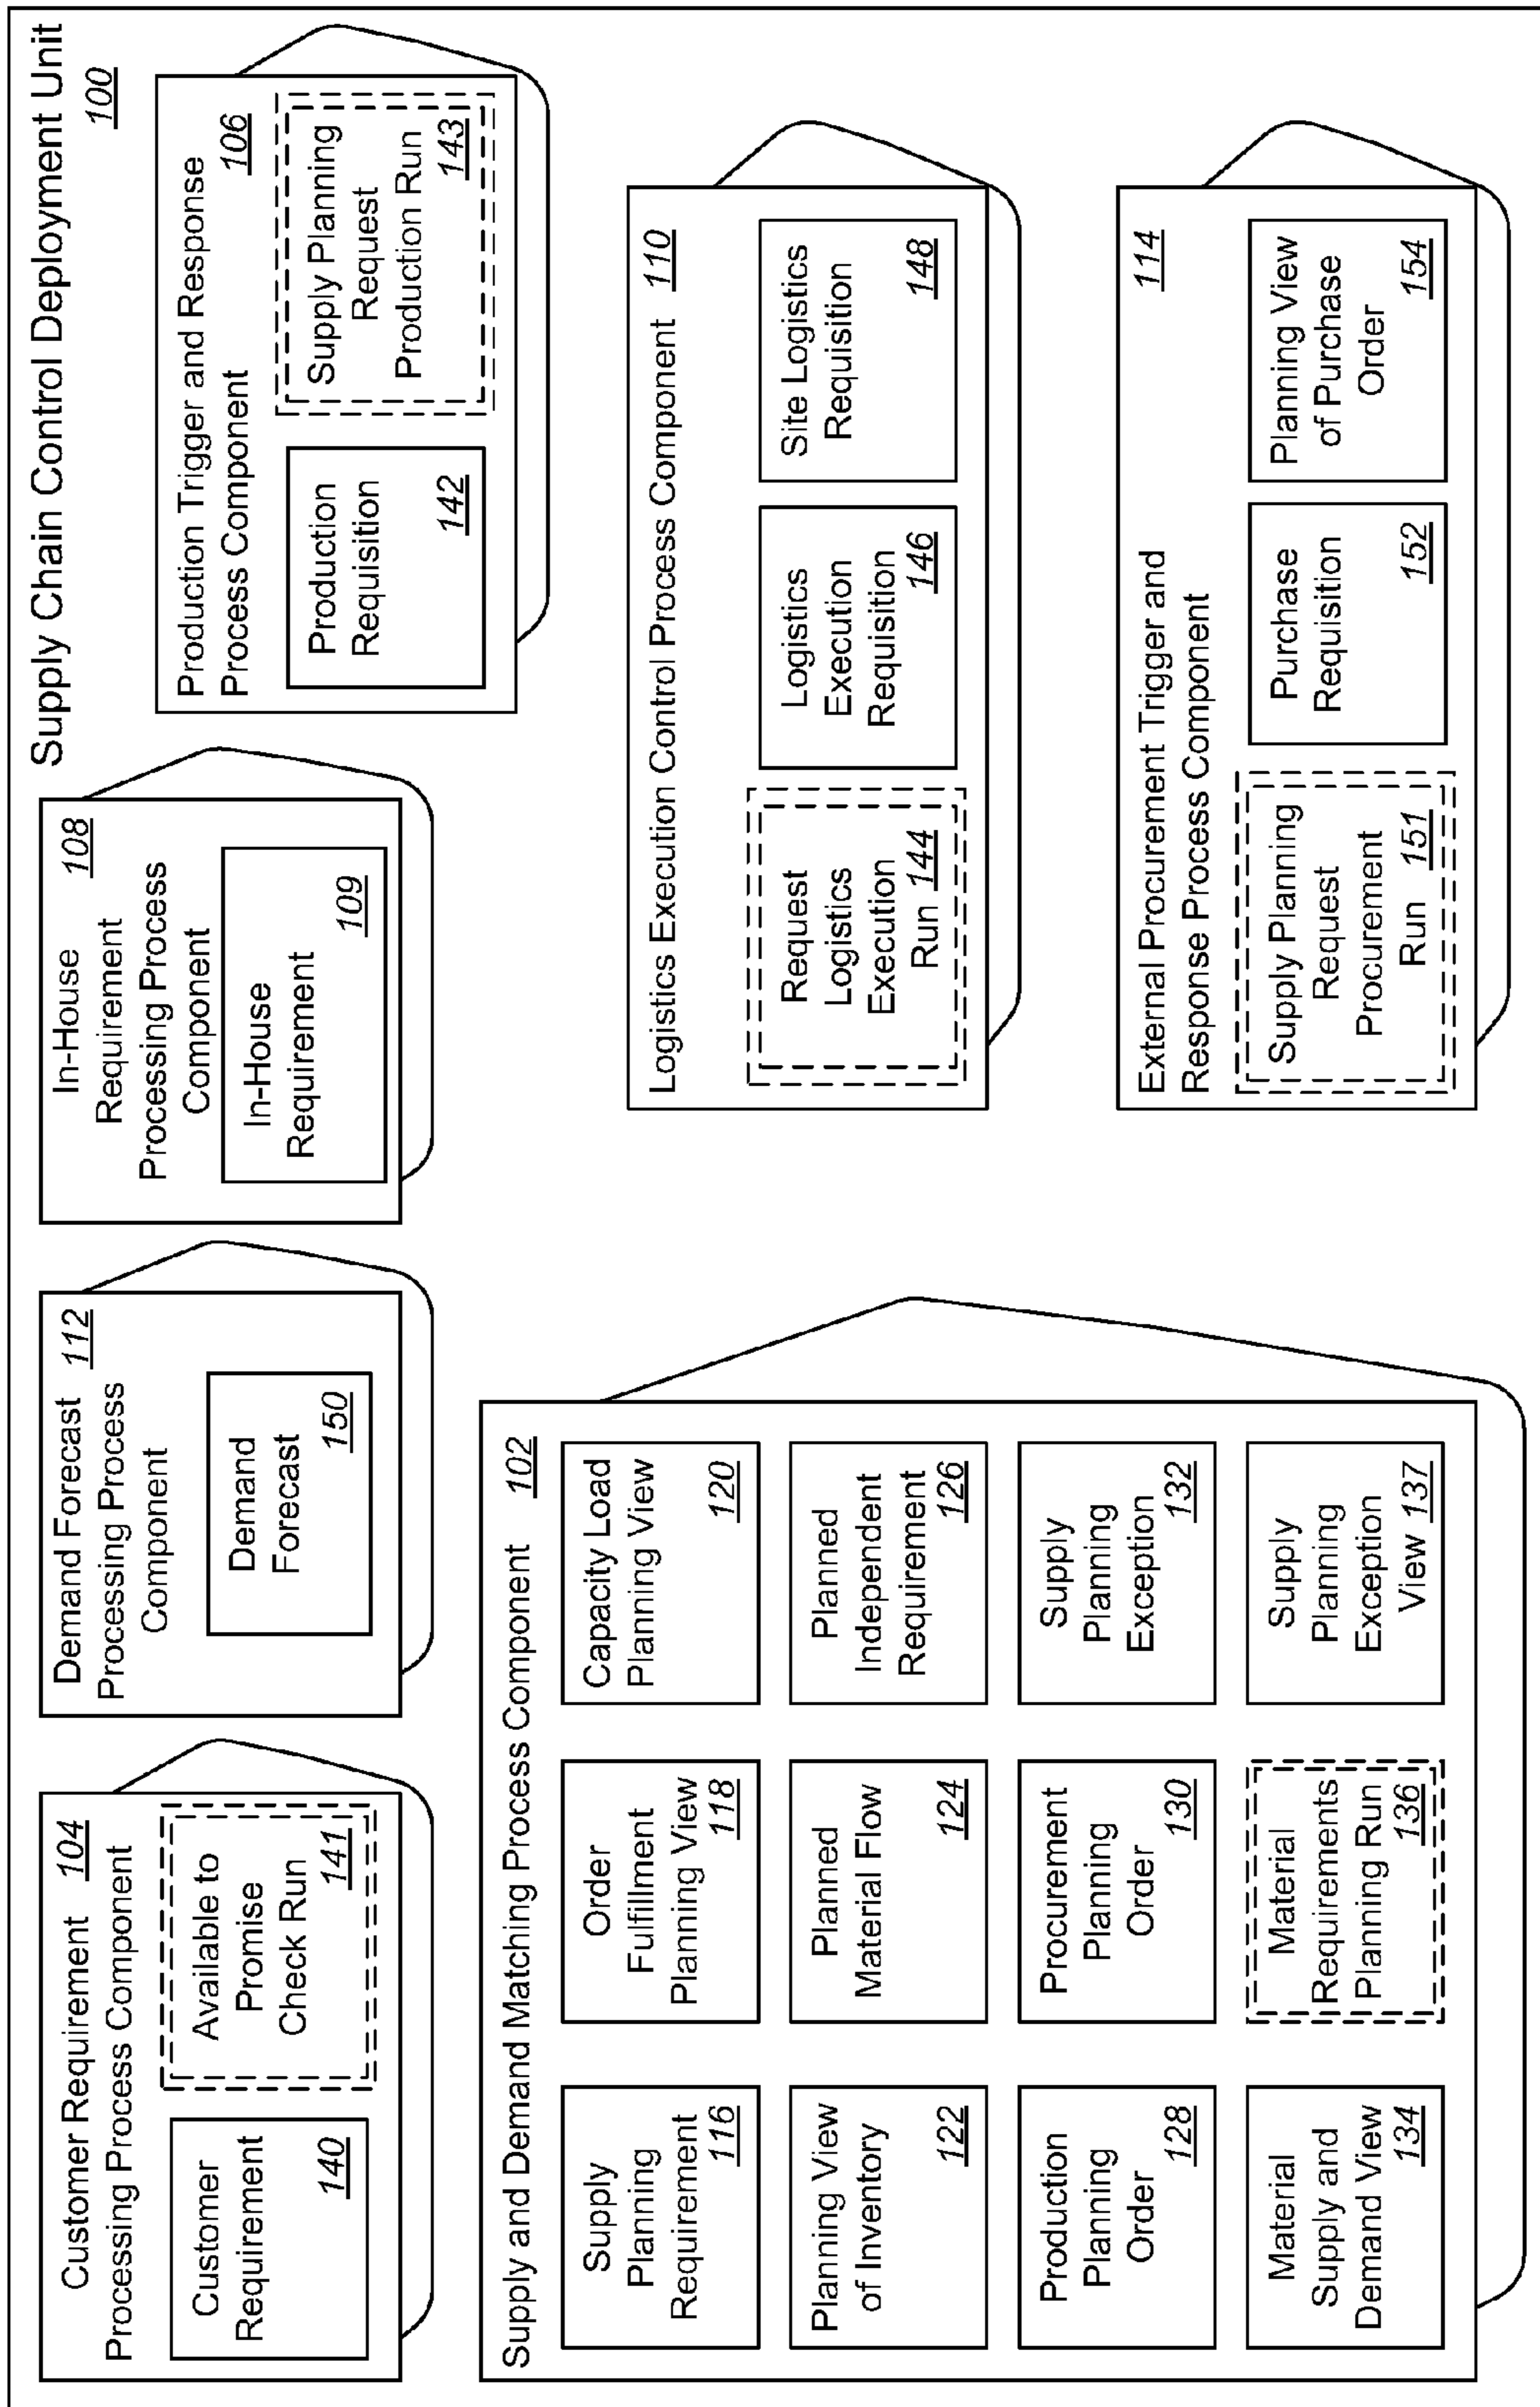 Supply Chain Control Deployment Unit
100
Customer Requirement 104
Processing Process Component
Customer
Requirement
140
Available to
Promise
Check Run
141
Demand Forecast 112
Processing Process
Component
Demand
Forecast
150
In-House 108
Requirement
Processing Process
Component
In-House
Requirement
109
Production Trigger and Response
Process Component 106
Production
Requisition
142
Supply Planning
Request
Production Run
143
Supply and Demand Matching Process Component 102
Supply
Planning
Requirement
116
Order
Fulfillment
Planning View
118
Capacity Load
Planning View
120
Planning View
of Inventory
122
Planned
Material Flow
124
Planned
Independent
Requirement
126
Production
Planning
Order
128
Procurement
Planning
Order
130
Supply
Planning
Exception
132
Material
Supply and
Demand View
134
Material
Requirements
Planning Run
136
Supply
Planning
Exception
View 137
Logistics Execution Control Process Component 110
Request
Logistics
Execution
Run 144
Logistics
Execution
Requisition
146
Site Logistics
Requisition
148
External Procurement Trigger and 114
Response Process Component
Supply Planning
Request
Procurement
Run 151
Purchase
Requisition
152
Planning View
of Purchase
Order
154